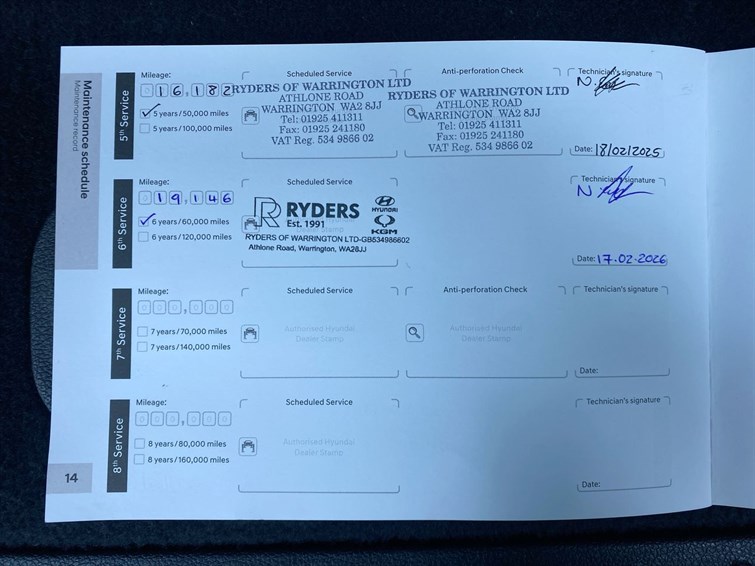 Maintenance schedule
Maintenance record
14
5th Service
Mileage:
016,182
5 years/50,000 miles
5 years/100,000 miles
Scheduled Service
RYDERS OF WARRINGTON LTD
ATHLONE ROAD
WARRINGTON WA2 8JJ
Tel: 01925 411311
Fax: 01925 241180
VAT Reg. 534 9866 02
Anti-perforation Check
RYDERS OF WARRINGTON LTD
ATHLONE ROAD
WARRINGTON, WA2 8JJ
Tel: 01925 411311
Fax: 01925 241180
VAT Reg. 534 9866 02
Technician's signature
Date: 18/02/2025
6th Service
Mileage:
019,146
6 years/60,000 miles
6 years/120,000 miles
Scheduled Service
RYDERS
Est. 1991
HYUNDAI
KGM
Dealer Stamp
RYDERS OF WARRINGTON LTD-GB534986602
Athlone Road, Warrington, WA28JJ
Technician's signature
Date: 17.02.2026
7th Service
Mileage:
000,000
7 years/70,000 miles
7 years/140,000 miles
Scheduled Service
Authorised Hyundai
Dealer Stamp
Anti-perforation Check
Authorised Hyundai
Dealer Stamp
Technician's signature
Date:
8th Service
Mileage:
000,000
8 years/80,000 miles
8 years/160,000 miles
Scheduled Service
Authorised Hyundai
Dealer Stamp
Technician's signature
Date: